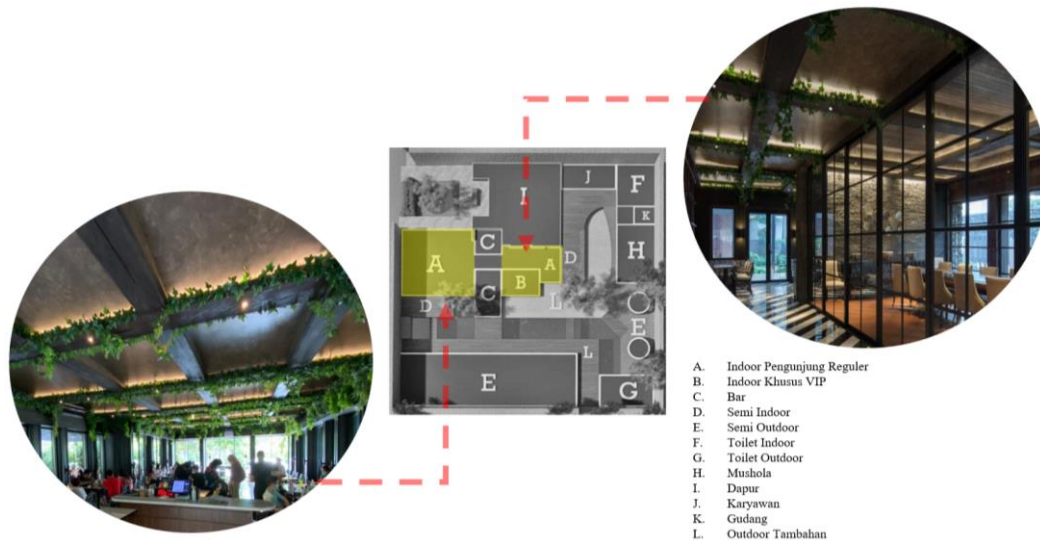 J
F
I
K
C
H
A
A
D
B
C
D
L
E
L
E
G
A. Indoor Pengunjung Reguler
B. Indoor Khusus VIP
C. Bar
D. Semi Indoor
E. Semi Outdoor
F. Toilet Indoor
G. Toilet Outdoor
H. Mushola
I. Dapur
J. Karyawan
K. Gudang
L. Outdoor Tambahan